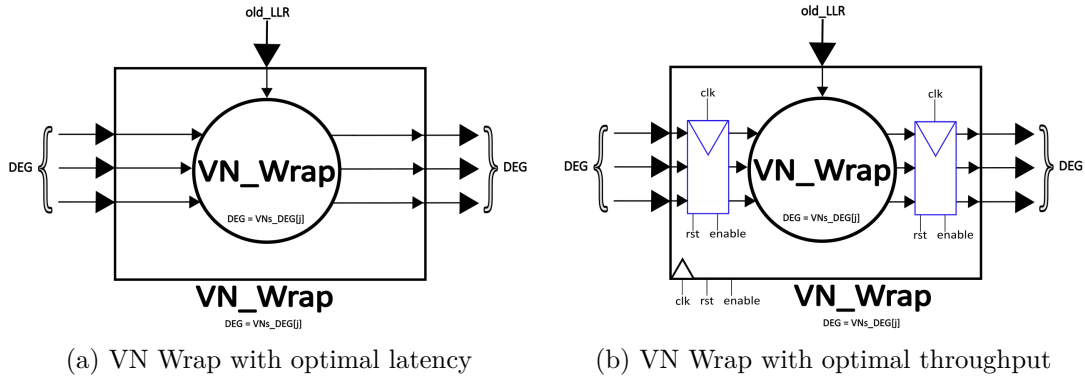 old_LLR
DEG
VN_Wrap
DEG = VNs_DEG[j]
DEG
VN_Wrap
DEG = VNs_DEG[j]
(a) VN Wrap with optimal latency
old_LLR
clk
clk
DEG
VN_Wrap
DEG = VNs_DEG[j]
DEG
rst enable
rst enable
clk rst enable
VN_Wrap
DEG = VNs_DEG[j]
(b) VN Wrap with optimal throughput